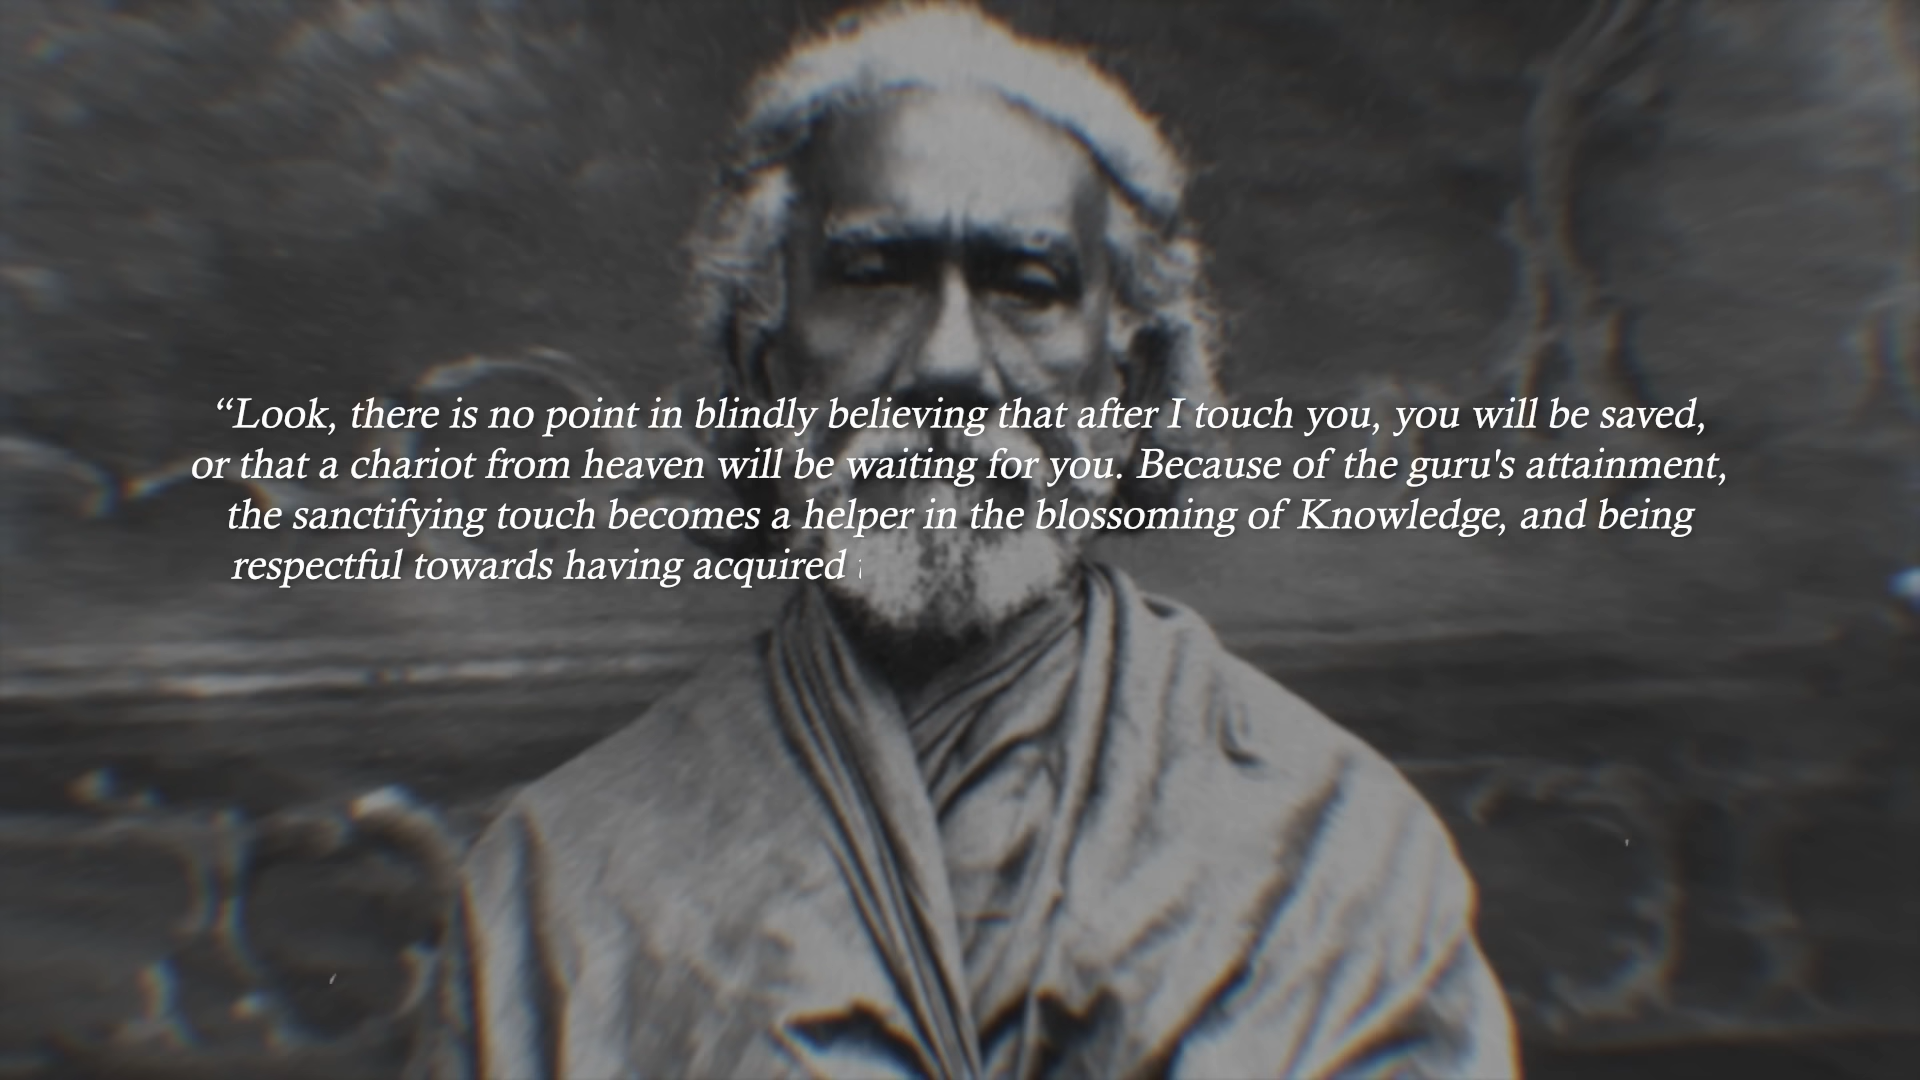 “Look, there is no point in blindly believing that after I touch you, you will be saved,
or that a chariot from heaven will be waiting for you. Because of the guru's attainment,
the sanctifying touch becomes a helper in the blossoming of Knowledge, and being
respectful towards having acquired